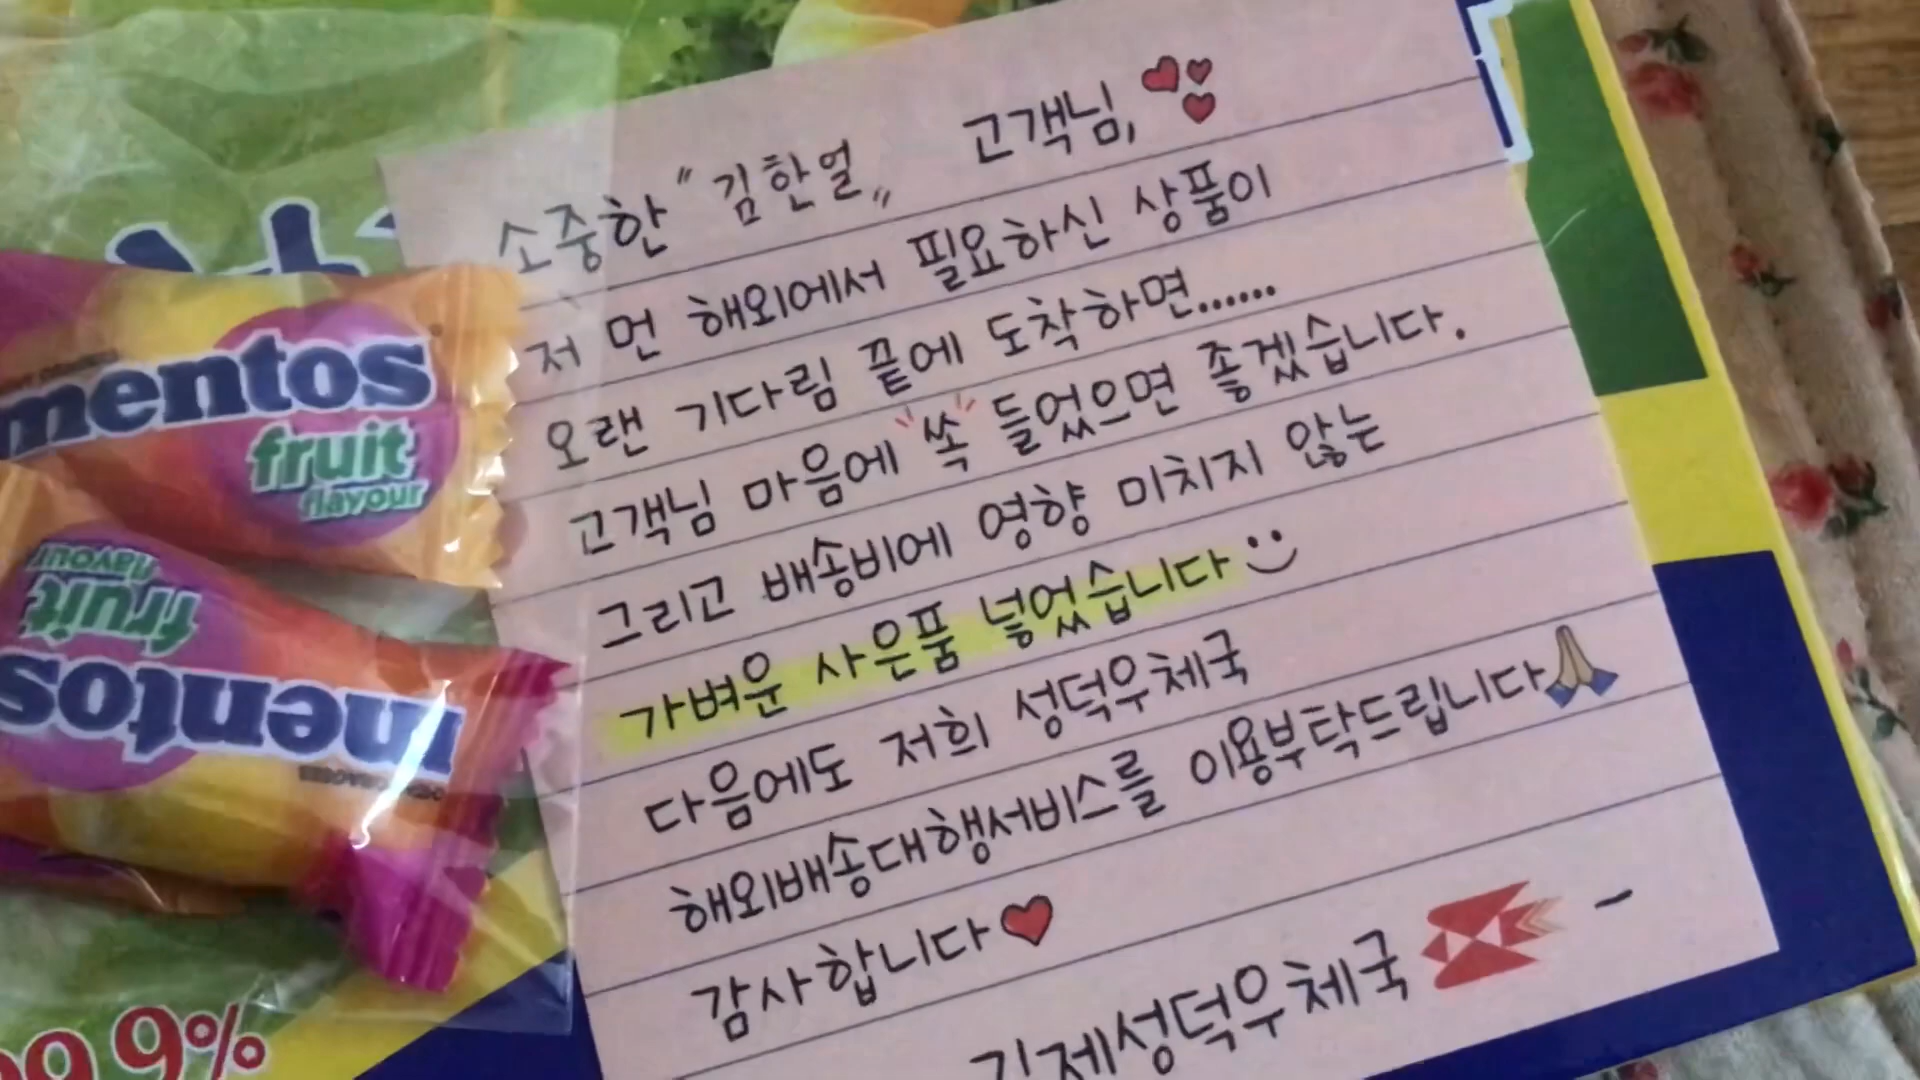 소중한 "김한얼" 고객님,
저 먼 해외에서 필요하신 상품이
오랜 기다림 끝에 도착하면......
고객님 마음에 "쏙" 들었으면 좋겠습니다.
그리고 배송비에 영향 미치지 않는
가벼운 사은품 넣었습니다
다음에도 저희 성덕우체국
해외배송대행서비스를 이용부탁드립니다
감사합니다
김제성덕우체국 -
mentos
fruit
flavour
mentos
fruit
flavour
99.9%